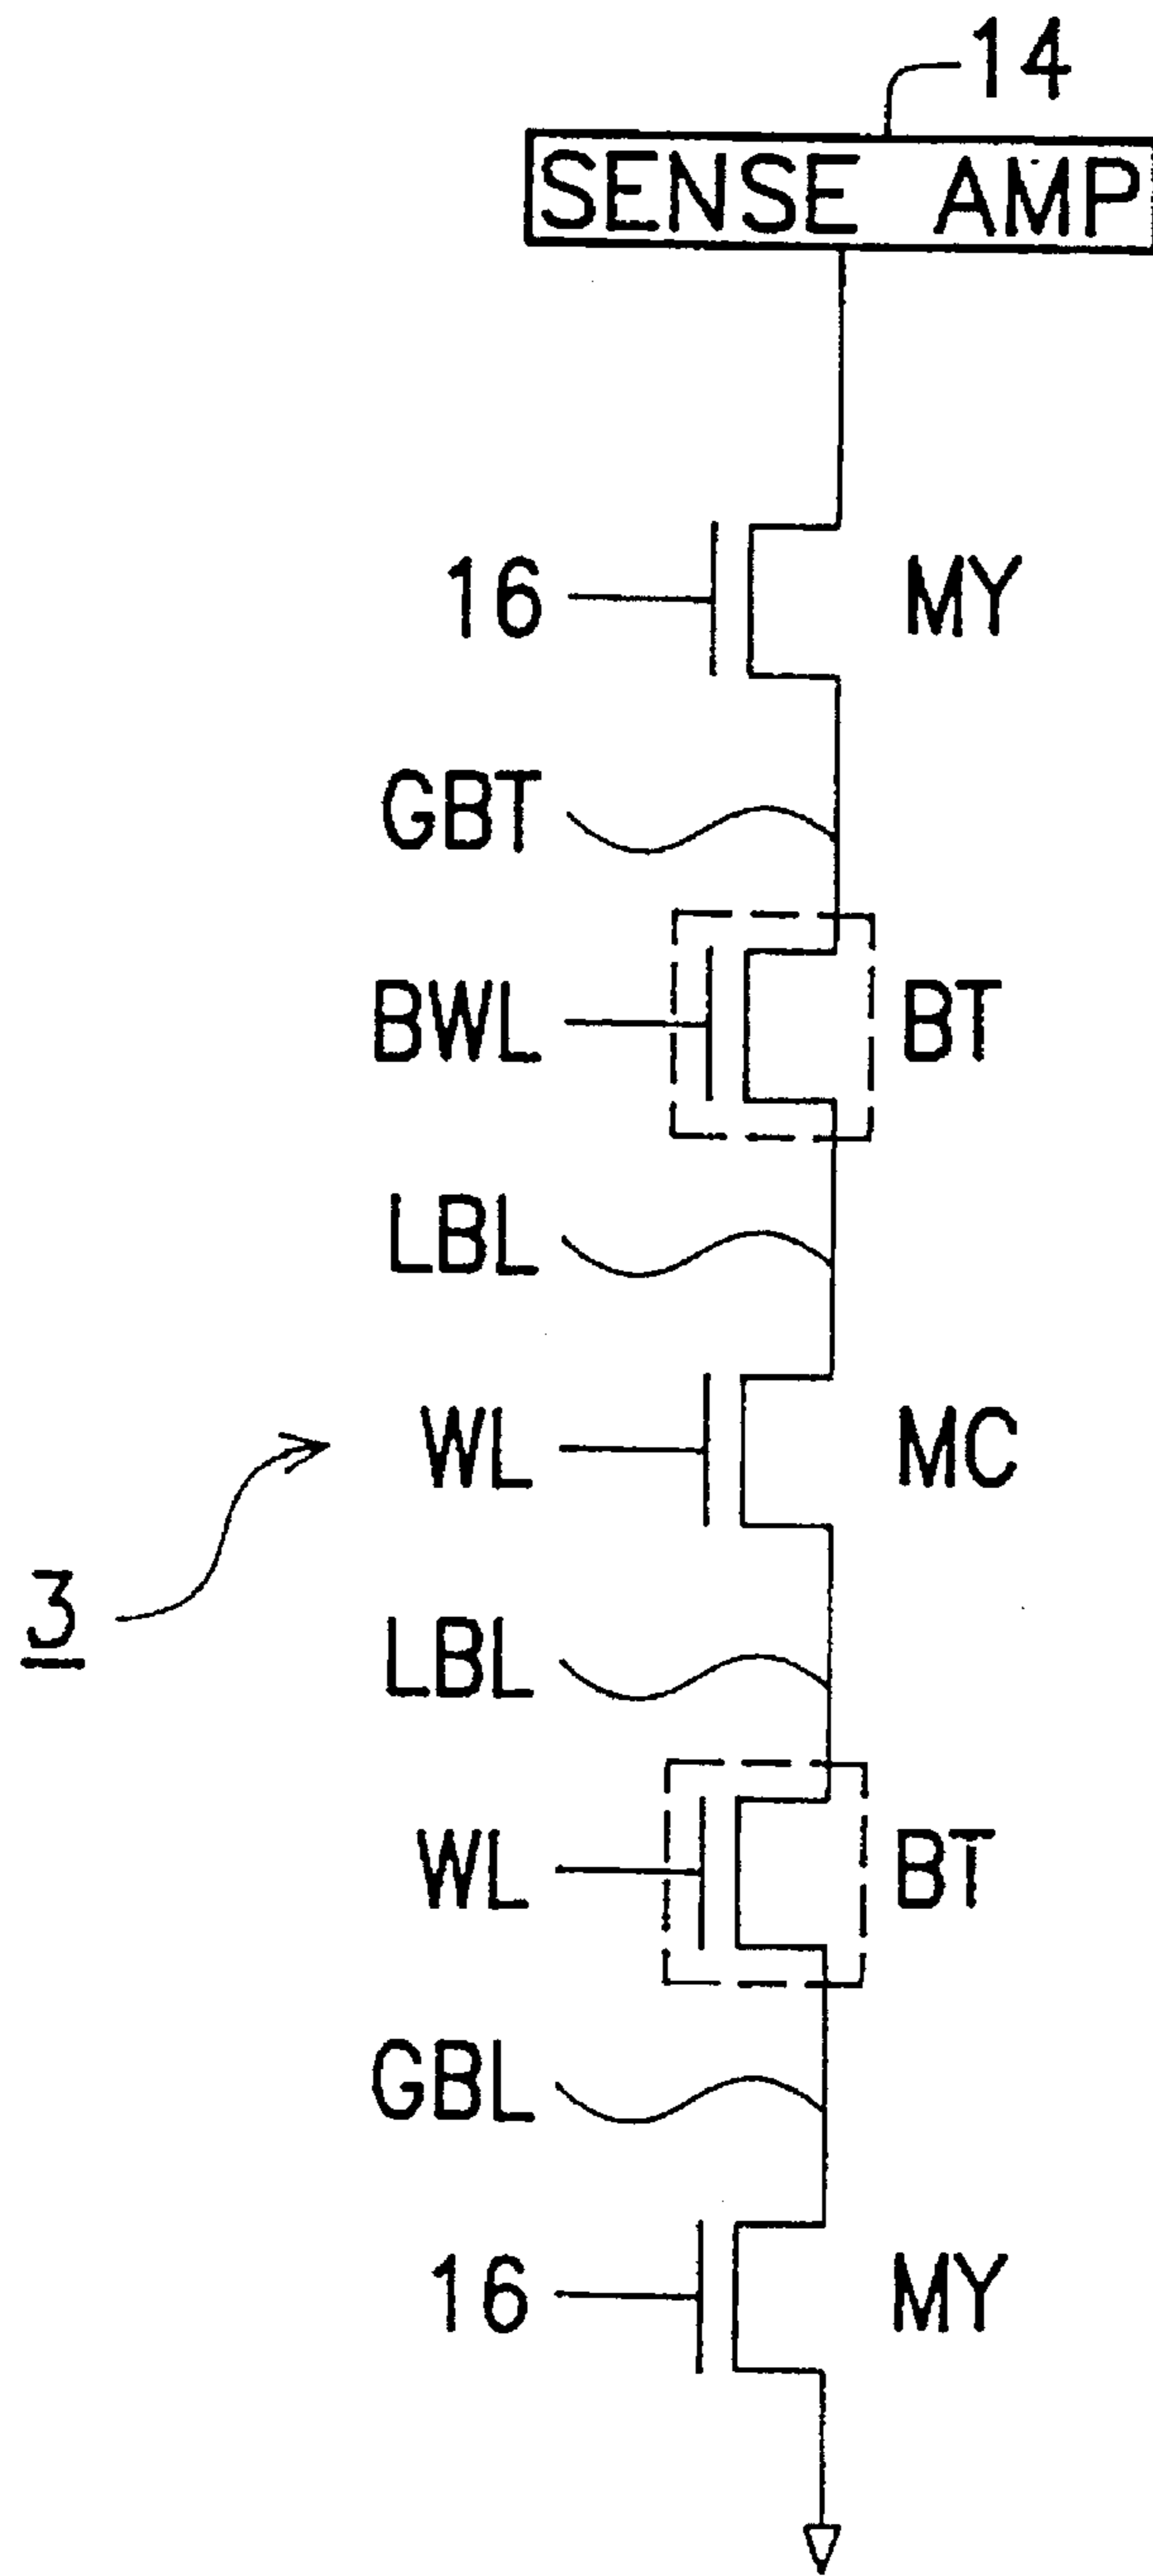 14
SENSE AMP
16 MY
GBT
BWL BT
LBL
WL MC
3
LBL
WL BT
GBL
16 MY